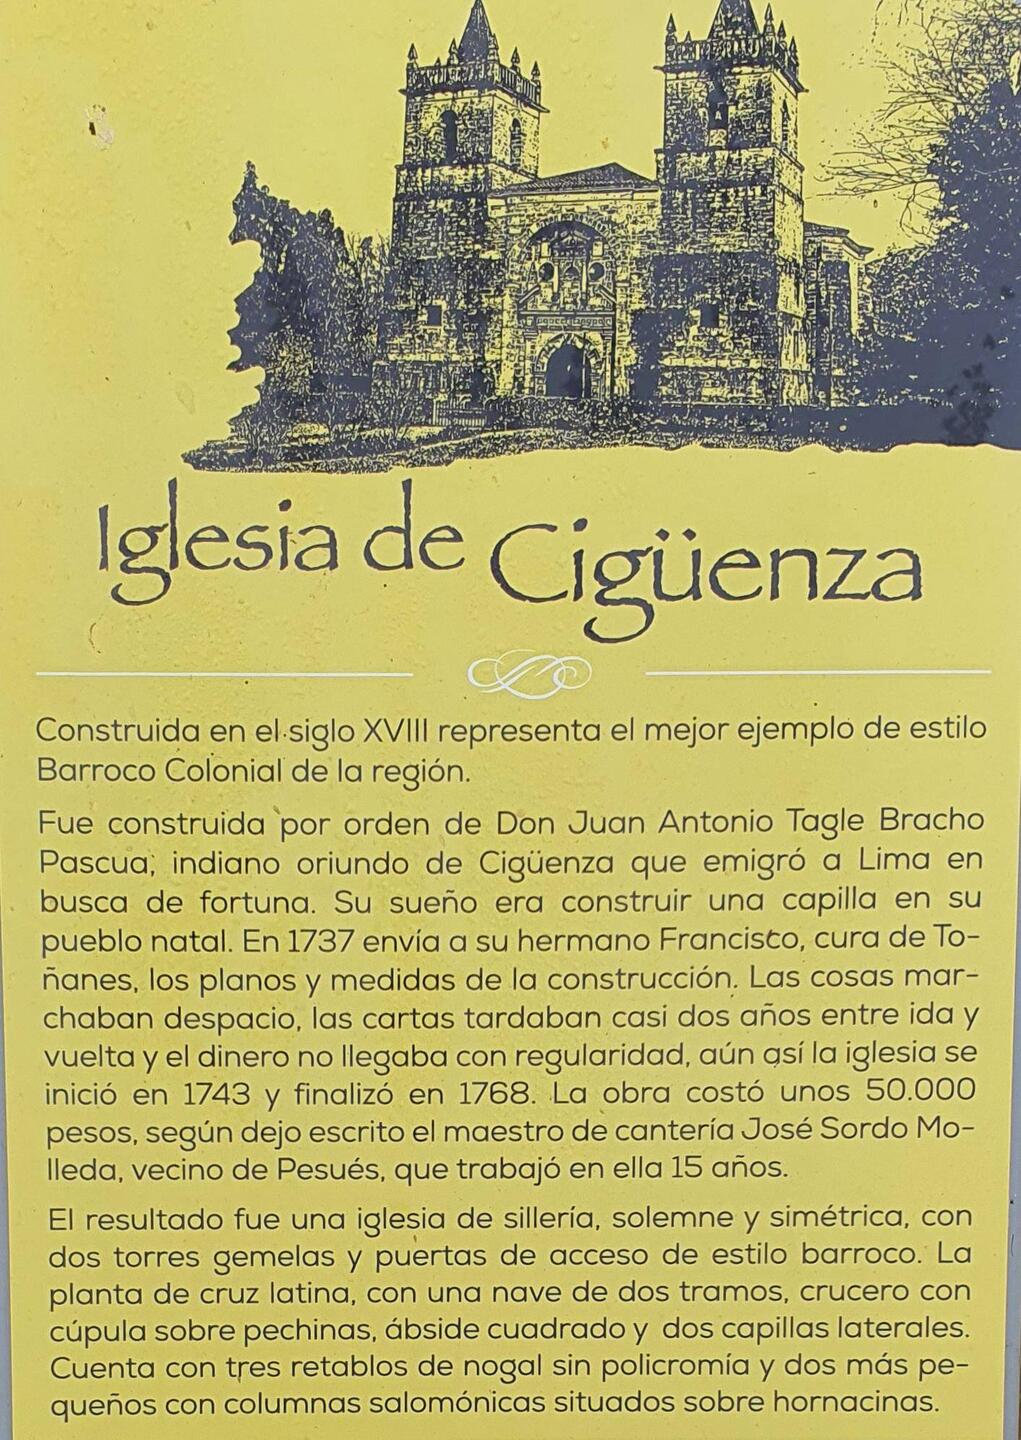 Iglesia de Cigüenza
Construida en el siglo XVIII representa el mejor ejemplo de estilo
Barroco Colonial de la región.
Fue construida por orden de Don Juan Antonio Tagle Bracho
Pascua, indiano oriundo de Cigüenza que emigró a Lima en
busca de fortuna. Su sueño era construir una capilla en su
pueblo natal. En 1737 envía a su hermano Francisco, cura de To-
ñanes, los planos y medidas de la construcción. Las cosas mar-
chaban despacio, las cartas tardaban casi dos años entre ida y
vuelta y el dinero no llegaba con regularidad, aún así la iglesia se
inició en 1743 y finalizó en 1768. La obra costó unos 50.000
pesos, según dejo escrito el maestro de cantería José Sordo Mo-
lleda, vecino de Pesués, que trabajó en ella 15 años.
El resultado fue una iglesia de sillería, solemne y simétrica, con
dos torres gemelas y puertas de acceso de estilo barroco. La
planta de cruz latina, con una nave de dos tramos, crucero con
cúpula sobre pechinas, ábside cuadrado y dos capillas laterales.
Cuenta con tres retablos de nogal sin policromía y dos más pe-
queños con columnas salomónicas situados sobre hornacinas.